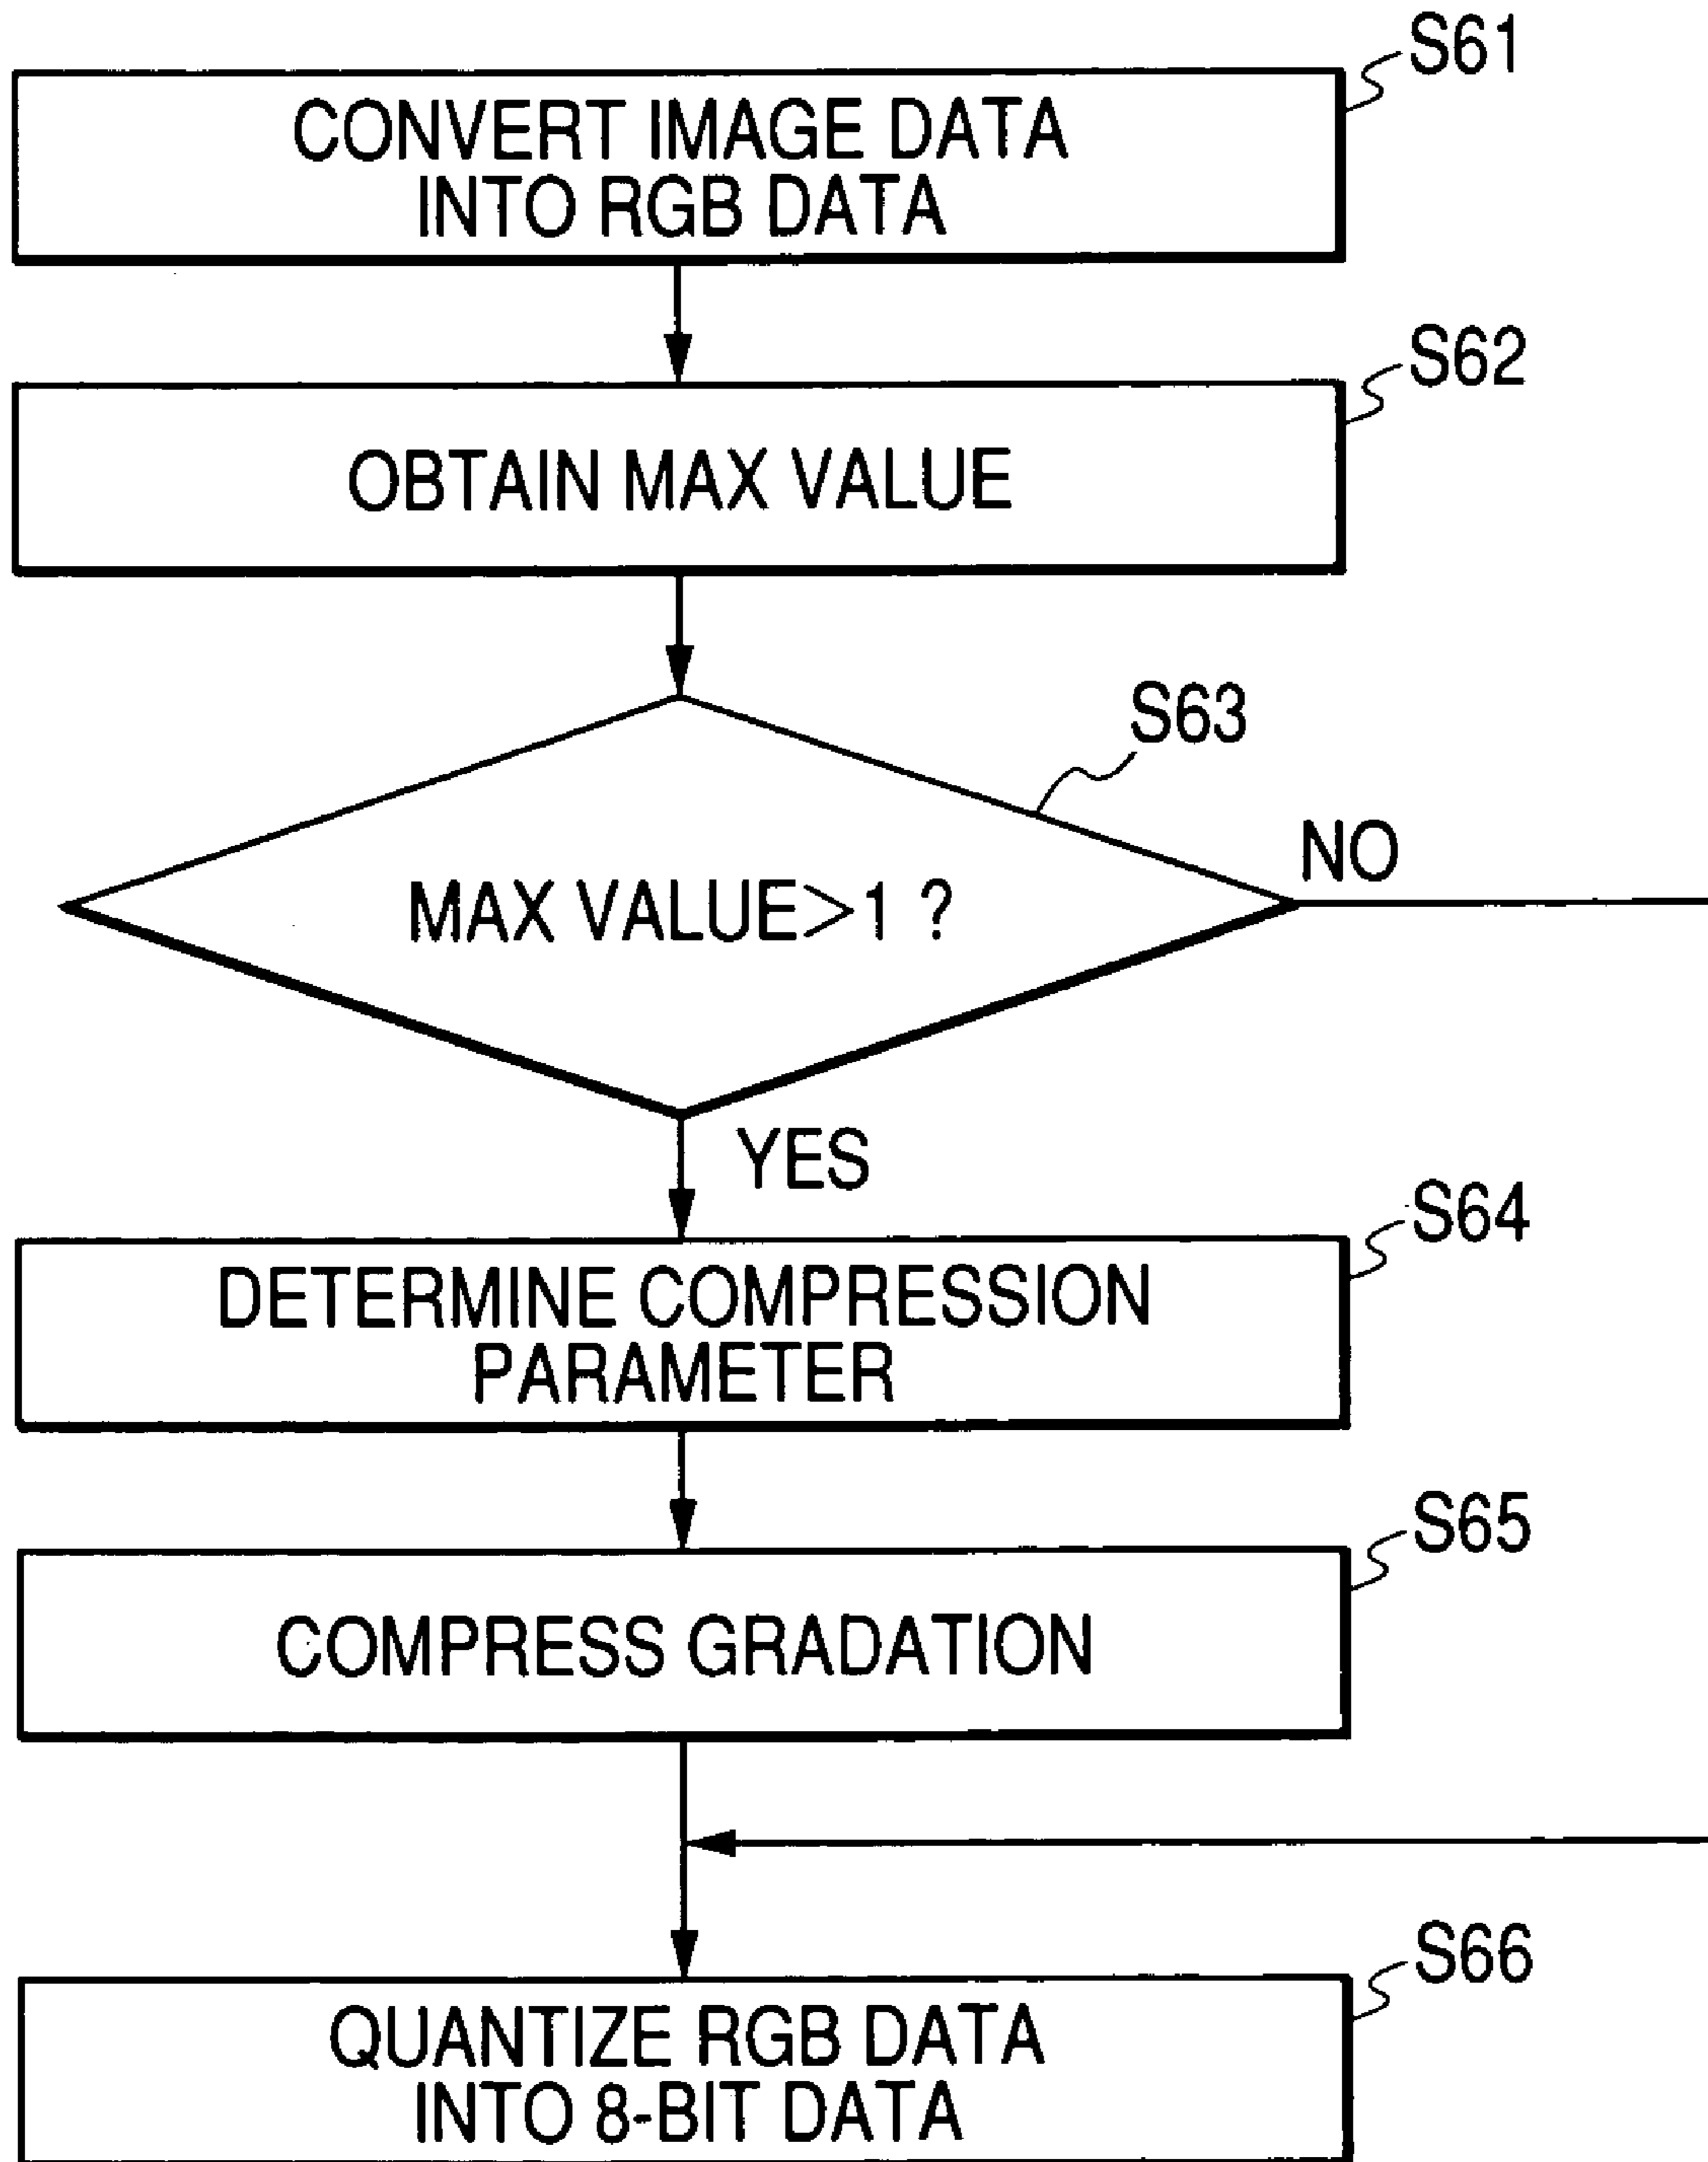 S61
CONVERT IMAGE DATA
INTO RGB DATA
S62
OBTAIN MAX VALUE
S63
MAX VALUE>1 ?
NO
YES
S64
DETERMINE COMPRESSION
PARAMETER
S65
COMPRESS GRADATION
S66
QUANTIZE RGB DATA
INTO 8-BIT DATA